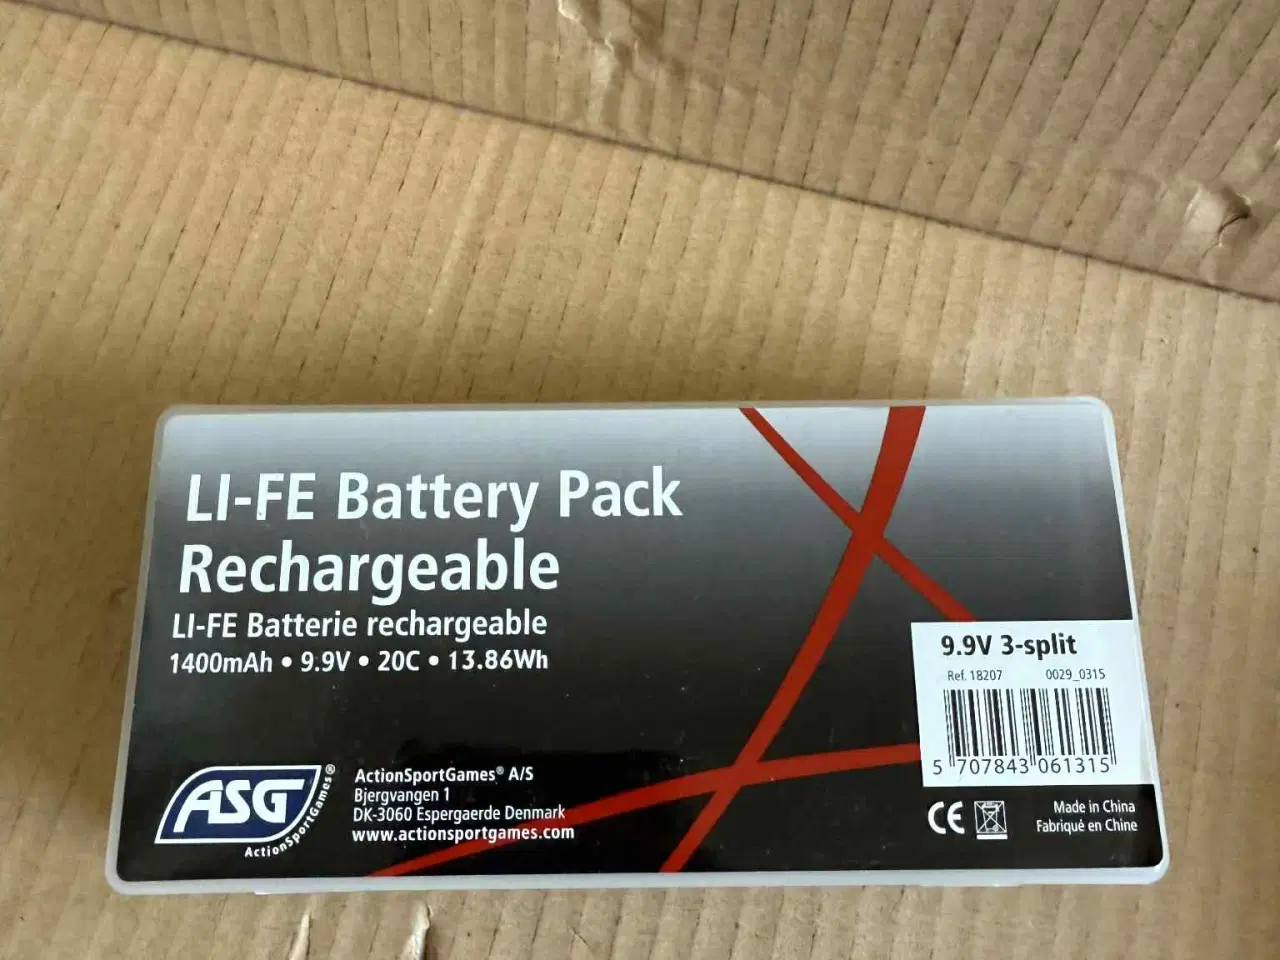 LI-FE Battery Pack
Rechargeable
LI-FE Batterie rechargeable
1400mAh • 9.9V • 20C • 13.86Wh
9.9V 3-split
Ref. 18207 0029_0315
5 707843 061315
ASG
ActionSportGames®
ActionSportGames® A/S
Bjergvangen 1
DK-3060 Espergaerde Denmark
www.actionsportgames.com
CE
Made in China
Fabriqué en Chine